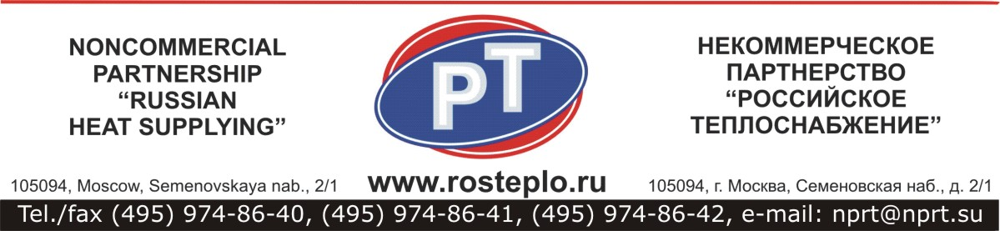 NONCOMMERCIAL
PARTNERSHIP
“RUSSIAN
HEAT SUPPLYING”
105094, Moscow, Semenovskaya nab., 2/1
РТ
www.rosteplo.ru
НЕКОММЕРЧЕСКОЕ
ПАРТНЕРСТВО
“РОССИЙСКОЕ
ТЕПЛОСНАБЖЕНИЕ”
105094, г. Москва, Семеновская наб., д. 2/1
Tel./fax (495) 974-86-40, (495) 974-86-41, (495) 974-86-42, e-mail: nprt@nprt.su